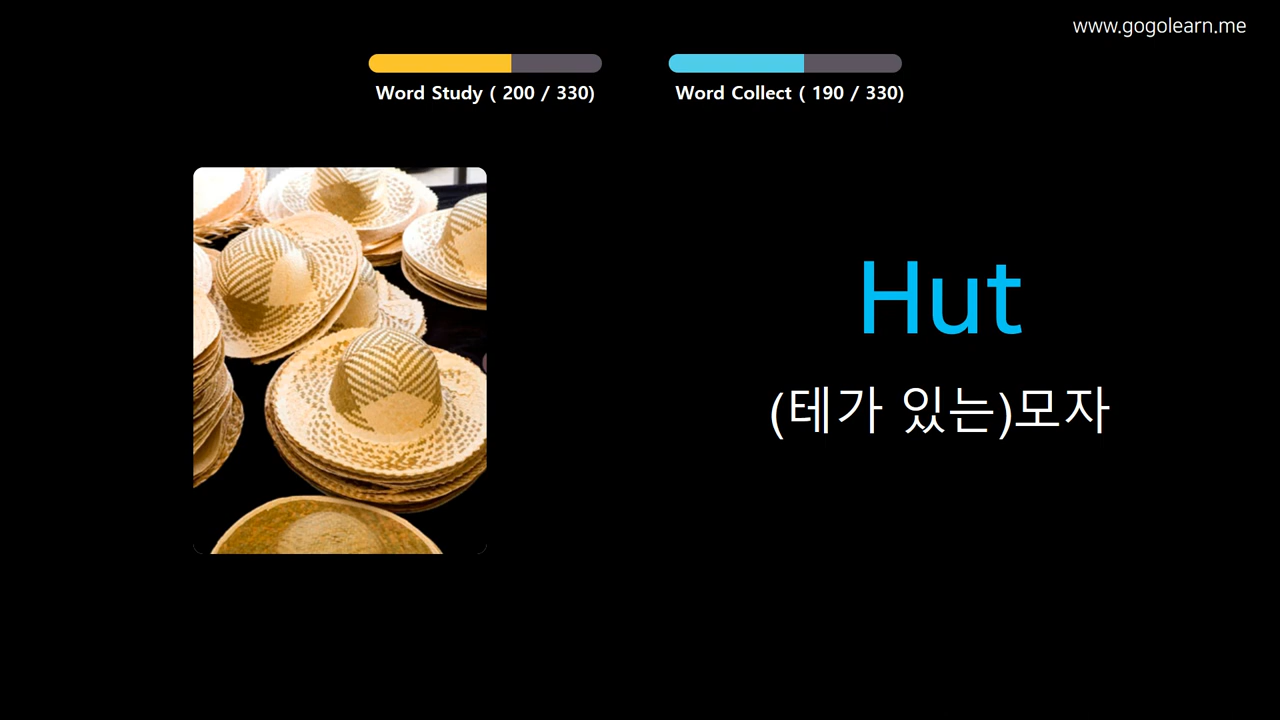 www.gogolearn.me
Word Study ( 200 / 330)
Word Collect ( 190 / 330)
Hut
(테가 있는)모자